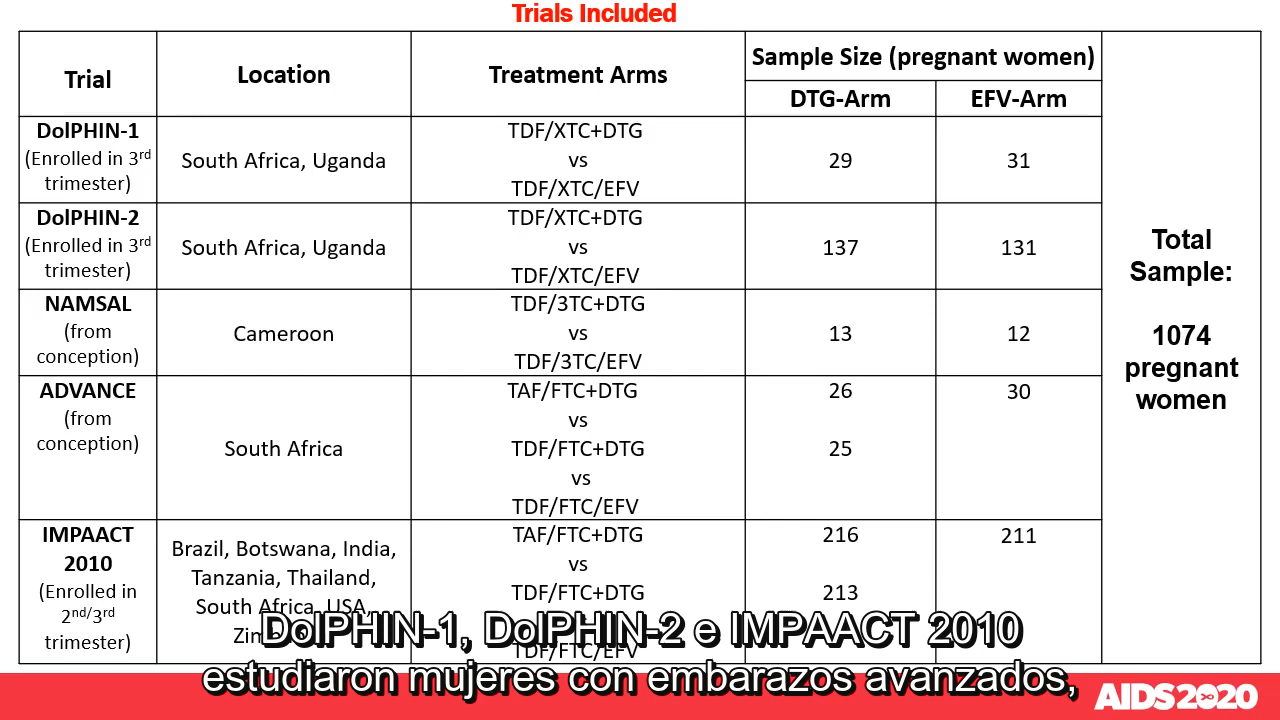 Trials Included
Trial
Location
Treatment Arms
Sample Size (pregnant women)
DTG-Arm
EFV-Arm
DolPHIN-1
(Enrolled in 3rd
trimester)
South Africa, Uganda
TDF/XTC+DTG
vs
TDF/XTC/EFV
29
31
DolPHIN-2
(Enrolled in 3rd
trimester)
South Africa, Uganda
TDF/XTC+DTG
vs
TDF/XTC/EFV
137
131
NAMSAL
(from
conception)
Cameroon
TDF/3TC+DTG
vs
TDF/3TC/EFV
13
12
ADVANCE
(from
conception)
South Africa
TAF/FTC+DTG
vs
TDF/FTC+DTG
vs
TDF/FTC/EFV
26
25
30
IMPAACT
2010
(Enrolled in
2nd/3rd
trimester)
Brazil, Botswana, India,
Tanzania, Thailand,
South Africa, USA,
TAF/FTC+DTG
vs
TDF/FTC+DTG
TDF/FTC/EFV
216
213
211
Total
Sample:
1074
pregnant
women
DolPHIN-1, DolPHIN-2 e IMPAACT 2010
estudiaron mujeres con embarazos avanzados,
AIDS2020